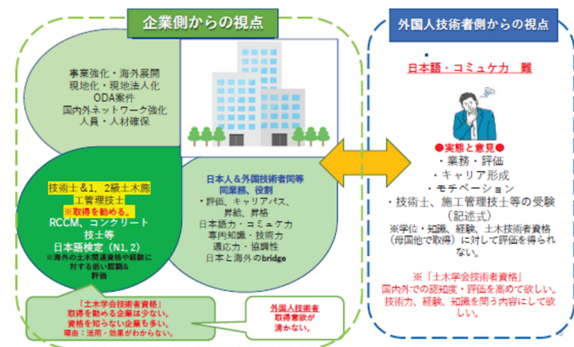 企業側からの視点
事業強化・海外展開
現地化・現地法人化
ODA案件
国内外ネットワーク強化
人員・人材確保
技術士＆1，2級土木施
工管理技士
※取得を勧める。
RCCM、コンクリート
技士等
日本語検定（N1, 2）
※海外の土木関連資格や経験に
対する低い認識&
評価
日本人＆外国技術者同等
同業務、役割
・評価、キャリアパス、
昇給、昇格
日本語力・コミュケ力
専門知識・技術力
適応力・協調性
日本と海外のbridge
「土木学会技術者資格」
取得を勧める企業は少ない。
資格を知らない企業も多い。
理由：活用・効果がわからない。
外国人技術者
取得意欲が
湧かない。
外国人技術者側からの視点
日本語・コミュケ力　難
●実態と意見●
・業務・評価
・キャリア形成
・モチベーション
・技術士、施工管理技士等の受験
（記述式）
※学位・知識、経験、土木技術者資格
（母国他で取得）に対して評価を得られ
ない。
※「土木学会技術者資格」
国内外での認知度・評価を高めて欲しい。
技術力、経験、知識を問う内容にして欲
しい。